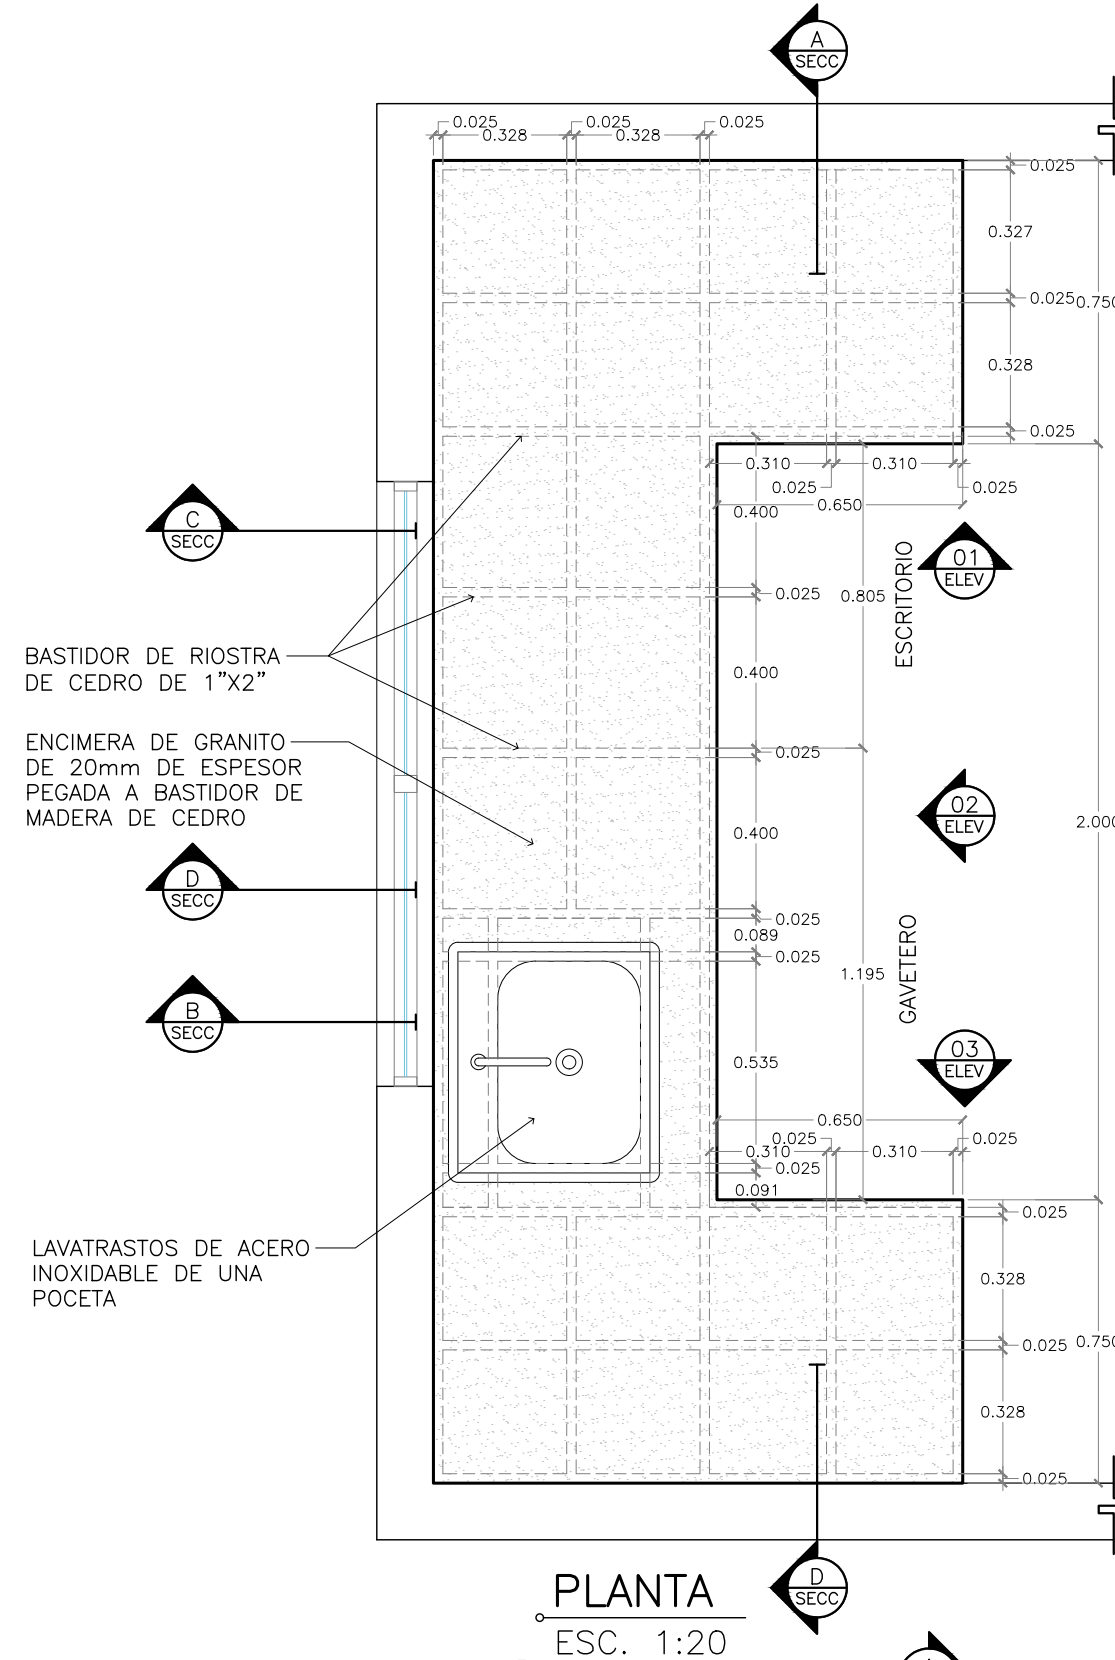 A
SECC
0.025
0.025
0.025
0.328
0.328
0.025
0.327
0.025
0.750
0.328
0.025
0.310
0.310
0.025
0.025
0.650
0.400
C
SECC
01
ELEV
ESCRITORIO
0.805
0.025
BASTIDOR DE RIOSTRA
DE CEDRO DE 1"X2"
0.400
ENCIMERA DE GRANITO
DE 20mm DE ESPESOR
PEGADA A BASTIDOR DE
MADERA DE CEDRO
0.025
02
ELEV
2.000
0.400
D
SECC
0.025
0.089
0.025
GAVETERO
1.195
B
SECC
03
ELEV
0.535
0.650
0.025
0.025
0.310
0.310
0.025
0.091
0.025
LAVATRASTOS DE ACERO
INOXIDABLE DE UNA
POCETA
0.328
0.025
0.750
0.328
0.025
D
SECC
PLANTA
ESC. 1:20